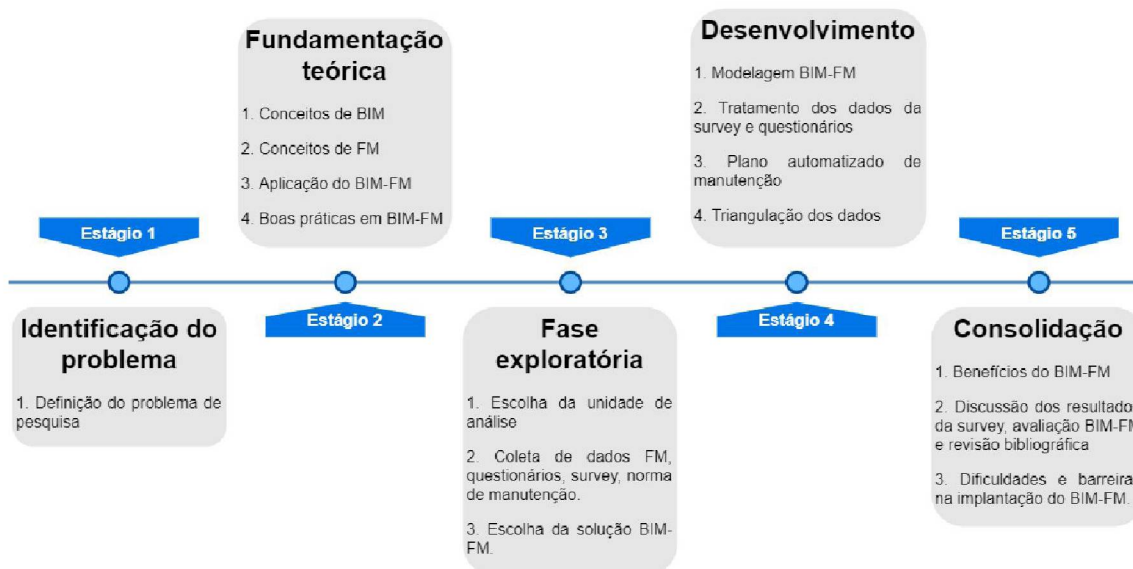 Estágio 1
Identificação do
problema
1. Definição do problema de
pesquisa
Fundamentação
teórica
1. Conceitos de BIM
2. Conceitos de FM
3. Aplicação do BIM-FM
4. Boas práticas em BIM-FM
Estágio 2
Estágio 3
Fase
exploratória
1. Escolha da unidade de
análise
2. Coleta de dados FM,
questionários, survey, norma
de manutenção.
3. Escolha da solução BIM-
FM.
Desenvolvimento
1. Modelagem BIM-FM
2. Tratamento dos dados da
survey e questionários
3. Plano automatizado de
manutenção
4. Triangulação dos dados
Estágio 4
Estágio 5
Consolidação
1. Benefícios do BIM-FM
2. Discussão dos resultado
da survey, avaliação BIM-FM
e revisão bibliográfica
3. Dificuldades e barreira
na implantação do BIM-FM.